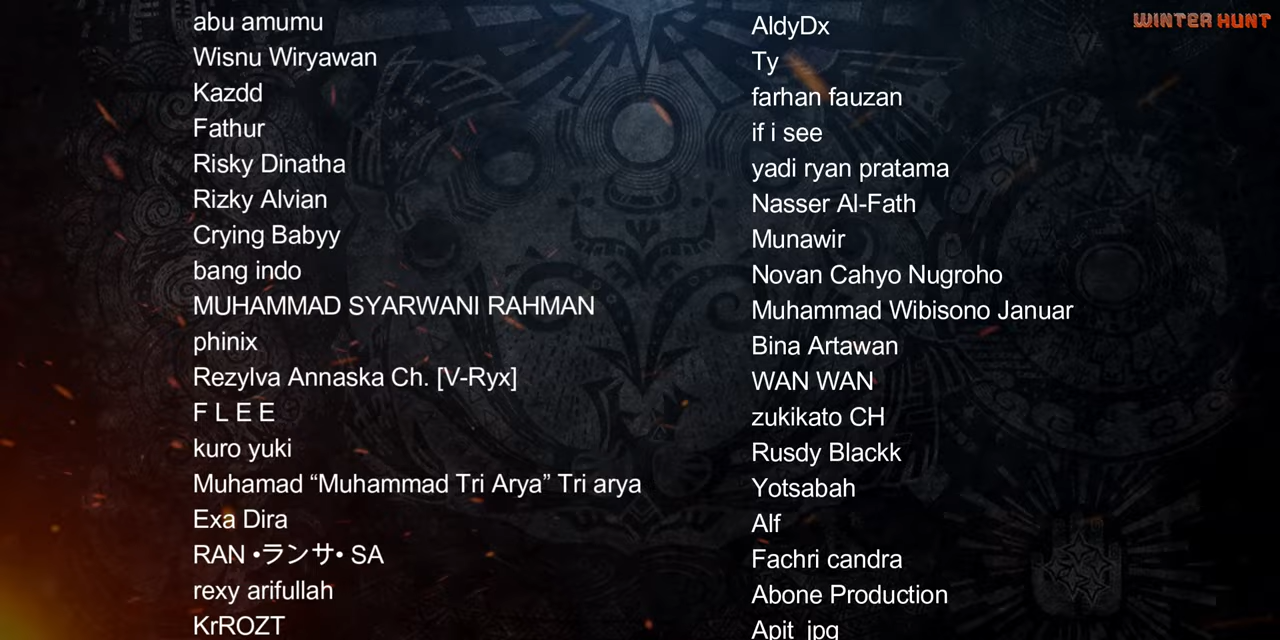 abu amumu
Wisnu Wiryawan
Kazdd
Fathur
Risky Dinatha
Rizky Alvian
Crying Babyy
bang indo
MUHAMMAD SYARWANI RAHMAN
phinix
Rezylva Annaska Ch. [V-Ryx]
F L E E
kuro yuki
Muhamad “Muhammad Tri Arya” Tri arya
Exa Dira
RAN •ランサ• SA
rexy arifullah
KrROZT
AldyDx
Ty
farhan fauzan
if i see
yadi ryan pratama
Nasser Al-Fath
Munawir
Novan Cahyo Nugroho
Muhammad Wibisono Januar
Bina Artawan
WAN WAN
zukikato CH
Rusdy Blackk
Yotsabah
Alf
Fachri candra
Abone Production
Apit_jpg
WINTER HUNT